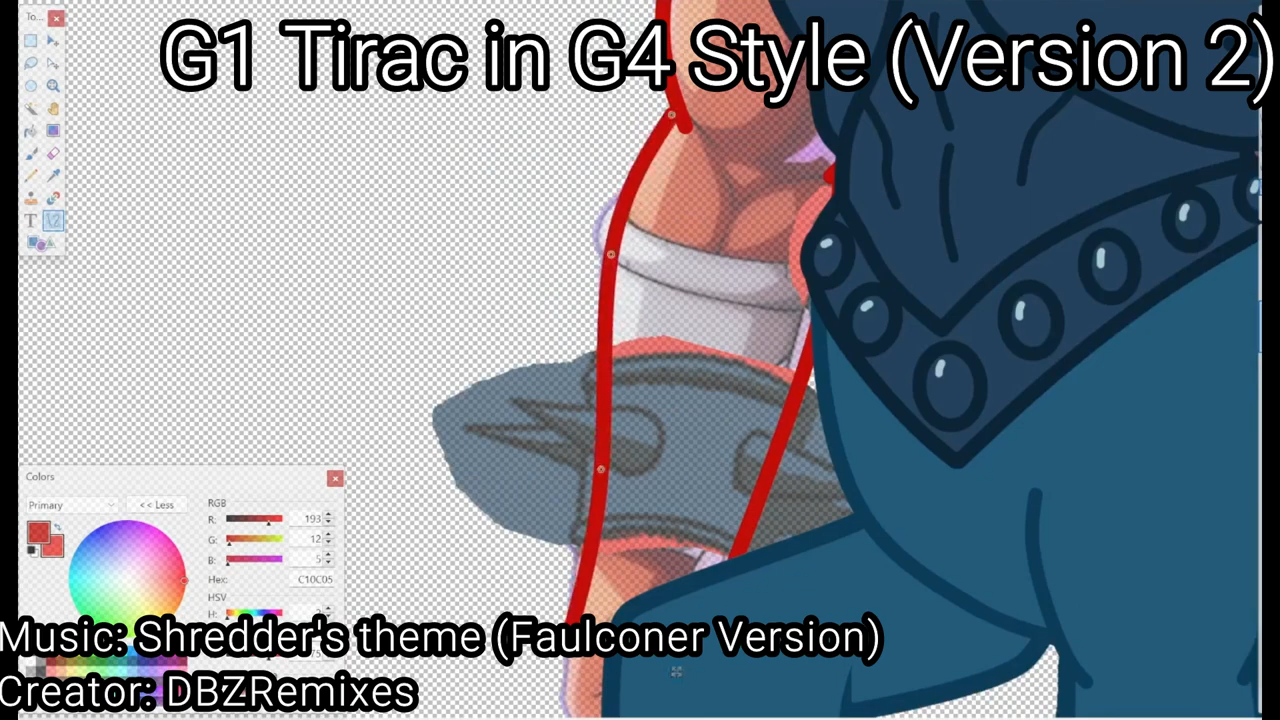 To...
G1 Tirac in G4 Style (Version 2)
T
Colors
Primary
<< Less
RGB
R: 193
G: 12
B: 5
Hex: C10C05
HSV
H:
Music: Shredder's theme (Faulconer Version)
Creator: DBZRemixes